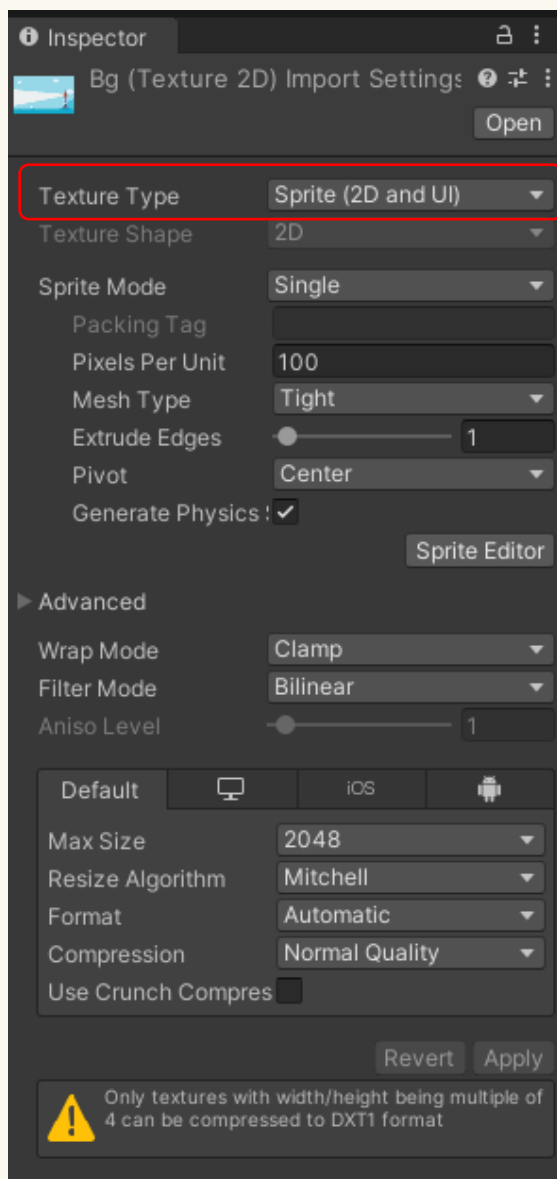 Inspector
Bg (Texture 2D) Import Settings
Open
Texture Type Sprite (2D and UI)
Texture Shape 2D
Sprite Mode Single
Packing Tag
Pixels Per Unit 100
Mesh Type Tight
Extrude Edges 1
Pivot Center
Generate Physics
Sprite Editor
Advanced
Wrap Mode Clamp
Filter Mode Bilinear
Aniso Level 1
Default iOS
Max Size 2048
Resize Algorithm Mitchell
Format Automatic
Compression Normal Quality
Use Crunch Compres
Revert Apply
Only textures with width/height being multiple of
4 can be compressed to DXT1 format